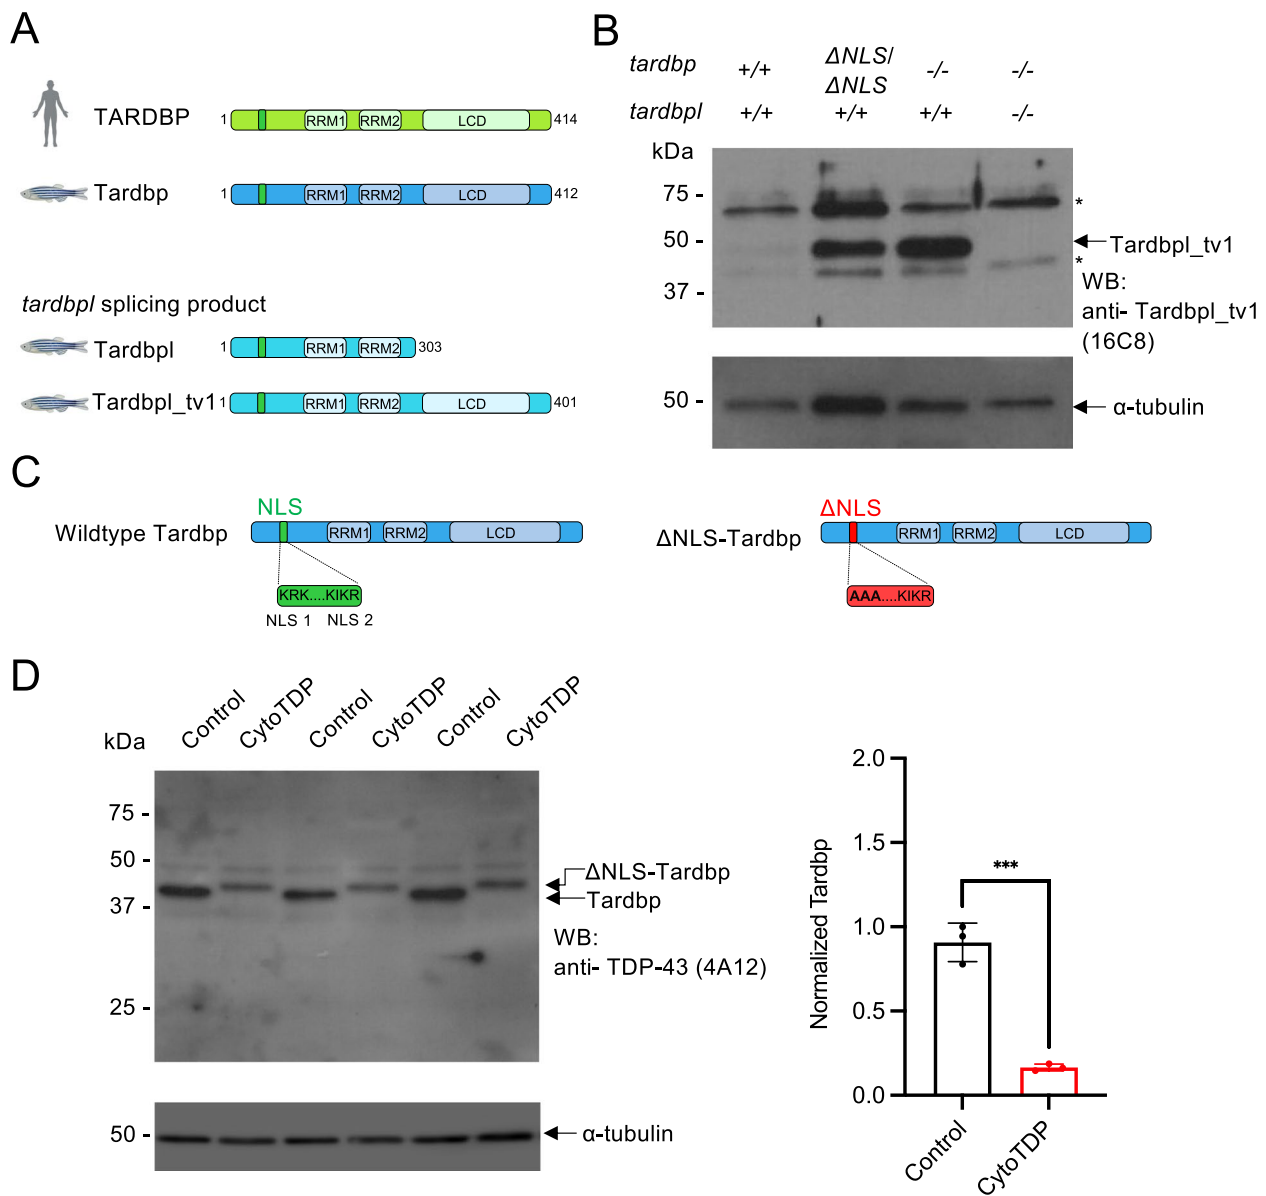 A
TARDBP
1
RRM1
RRM2
LCD
414
Tardbp
1
RRM1
RRM2
LCD
412
tardbpl splicing product
Tardbpl
1
RRM1
RRM2
303
Tardbpl_tv1
1
RRM1
RRM2
LCD
401
B
tardbp
+/+
ΔNLS/
ΔNLS
-/-
-/-
tardbpl
+/+
+/+
+/+
-/-
kDa
75 -
50 -
37 -
*
Tardbpl_tv1
*
WB:
anti- Tardbpl_tv1
(16C8)
50 -
α-tubulin
C
NLS
Wildtype Tardbp
RRM1
RRM2
LCD
KRK....KIKR
NLS 1
NLS 2
ΔNLS
ΔNLS-Tardbp
RRM1
RRM2
LCD
AAA....KIKR
D
Control
CytoTDP
Control
CytoTDP
Control
CytoTDP
kDa
75 -
50 -
37 -
25 -
ΔNLS-Tardbp
Tardbp
WB:
anti- TDP-43 (4A12)
50 -
α-tubulin
Normalized Tardbp
2.0
1.5
1.0
0.5
0.0
***
Control
CytoTDP